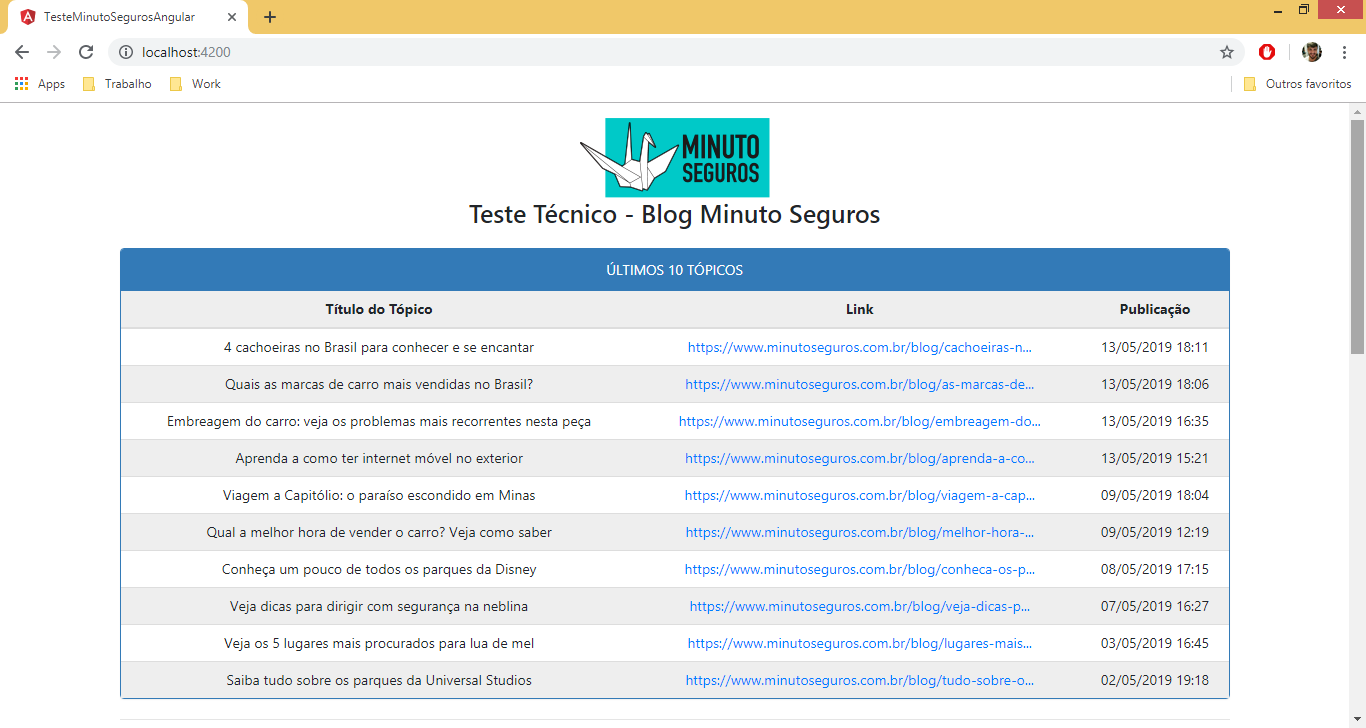 TesteMinutoSegurosAngular
localhost:4200
Apps Trabalho Work Outros favoritos
MINUTO
SEGUROS
Teste Técnico - Blog Minuto Seguros
ÚLTIMOS 10 TÓPICOS
Título do Tópico Link Publicação
4 cachoeiras no Brasil para conhecer e se encantar https://www.minutoseguros.com.br/blog/cachoeiras-n... 13/05/2019 18:11
Quais as marcas de carro mais vendidas no Brasil? https://www.minutoseguros.com.br/blog/as-marcas-de... 13/05/2019 18:06
Embreagem do carro: veja os problemas mais recorrentes nesta peça https://www.minutoseguros.com.br/blog/embreagem-do... 13/05/2019 16:35
Aprenda a como ter internet móvel no exterior https://www.minutoseguros.com.br/blog/aprenda-a-co... 13/05/2019 15:21
Viagem a Capitólio: o paraíso escondido em Minas https://www.minutoseguros.com.br/blog/viagem-a-cap... 09/05/2019 18:04
Qual a melhor hora de vender o carro? Veja como saber https://www.minutoseguros.com.br/blog/melhor-hora-... 09/05/2019 12:19
Conheça um pouco de todos os parques da Disney https://www.minutoseguros.com.br/blog/conheca-os-p... 08/05/2019 17:15
Veja dicas para dirigir com segurança na neblina https://www.minutoseguros.com.br/blog/veja-dicas-p... 07/05/2019 16:27
Veja os 5 lugares mais procurados para lua de mel https://www.minutoseguros.com.br/blog/lugares-mais... 03/05/2019 16:45
Saiba tudo sobre os parques da Universal Studios https://www.minutoseguros.com.br/blog/tudo-sobre-o... 02/05/2019 19:18